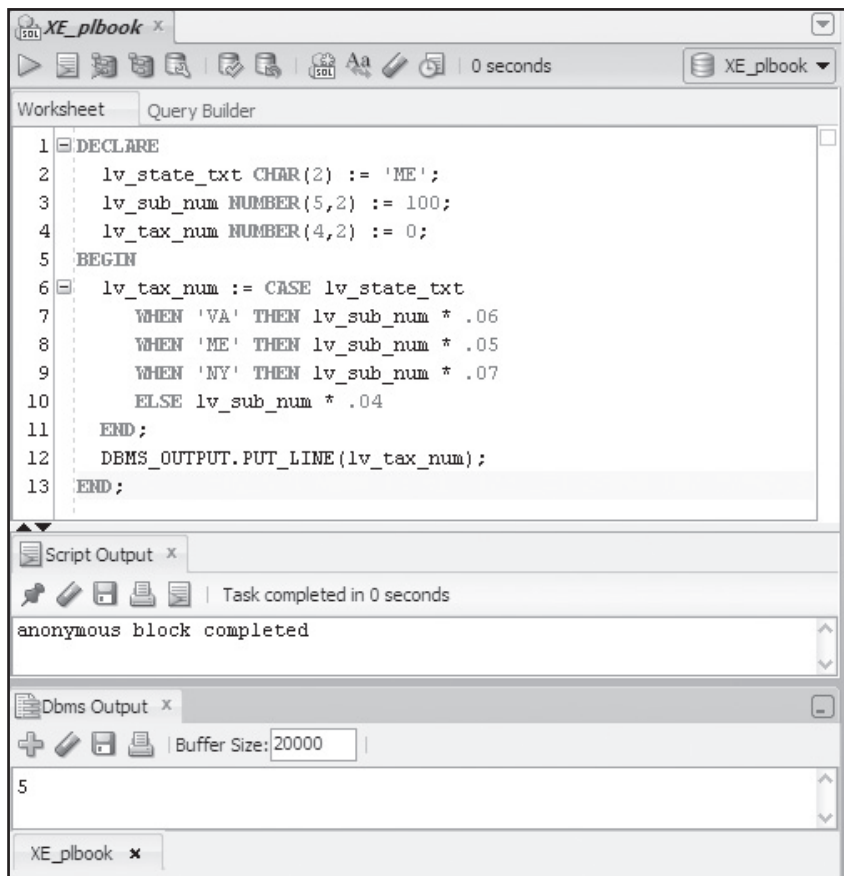 XE_plbook
0 seconds
XE_plbook
Worksheet Query Builder
1 DECLARE
2 lv_state_txt CHAR(2) := 'ME';
3 lv_sub_num NUMBER(5,2) := 100;
4 lv_tax_num NUMBER(4,2) := 0;
5 BEGIN
6 lv_tax_num := CASE lv_state_txt
7 WHEN 'VA' THEN lv_sub_num * .06
8 WHEN 'ME' THEN lv_sub_num * .05
9 WHEN 'NY' THEN lv_sub_num * .07
10 ELSE lv_sub_num * .04
11 END;
12 DBMS_OUTPUT.PUT_LINE(lv_tax_num);
13 END;
Script Output
Task completed in 0 seconds
anonymous block completed
Dbms Output
Buffer Size: 20000
5
XE_plbook